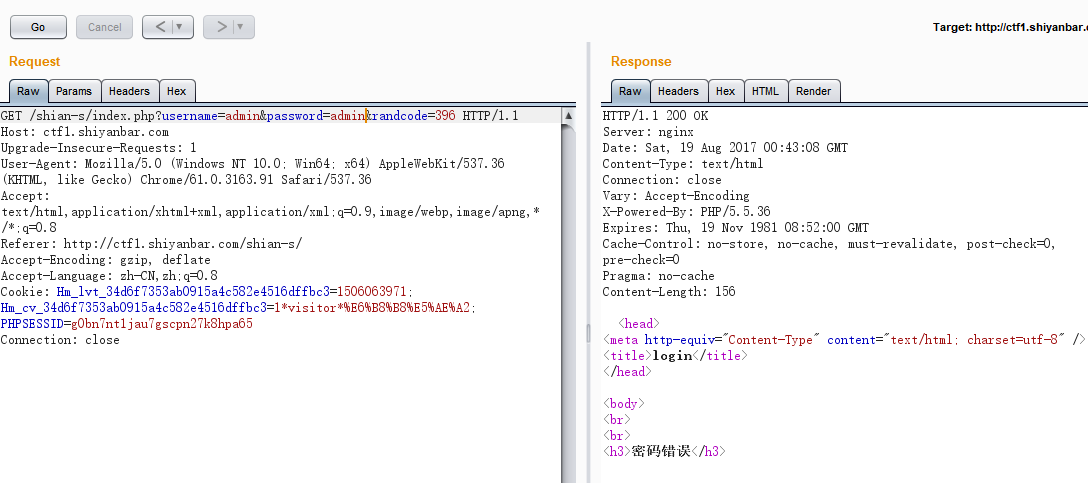 Go
Cancel
<
>
Target: http://ctf1.shiyanbar.
Request
Raw Params Headers Hex
GET /shian-s/index.php?username=admin&password=admin&randcode=396 HTTP/1.1
Host: ctf1.shiyanbar.com
Upgrade-Insecure-Requests: 1
User-Agent: Mozilla/5.0 (Windows NT 10.0; Win64; x64) AppleWebKit/537.36
(KHTML, like Gecko) Chrome/61.0.3163.91 Safari/537.36
Accept:
text/html,application/xhtml+xml,application/xml;q=0.9,image/webp,image/apng,*
/*;q=0.8
Referer: http://ctf1.shiyanbar.com/shian-s/
Accept-Encoding: gzip, deflate
Accept-Language: zh-CN,zh;q=0.8
Cookie: Hm_lvt_34d6f7353ab0915a4c582e4516dffbc3=1506063971;
Hm_cv_34d6f7353ab0915a4c582e4516dffbc3=1*visitor*%E6%B8%B8%E5%AE%A2;
PHPSESSID=g0bn7nt1jau7gscpn27k8hpa65
Connection: close
Response
Raw Headers Hex HTML Render
HTTP/1.1 200 OK
Server: nginx
Date: Sat, 19 Aug 2017 00:43:08 GMT
Content-Type: text/html
Connection: close
Vary: Accept-Encoding
X-Powered-By: PHP/5.5.36
Expires: Thu, 19 Nov 1981 08:52:00 GMT
Cache-Control: no-store, no-cache, must-revalidate, post-check=0,
pre-check=0
Pragma: no-cache
Content-Length: 156
<head>
<meta http-equiv="Content-Type" content="text/html; charset=utf-8" />
<title>login</title>
</head>
<body>
<br>
<br>
<h3>密码错误</h3>